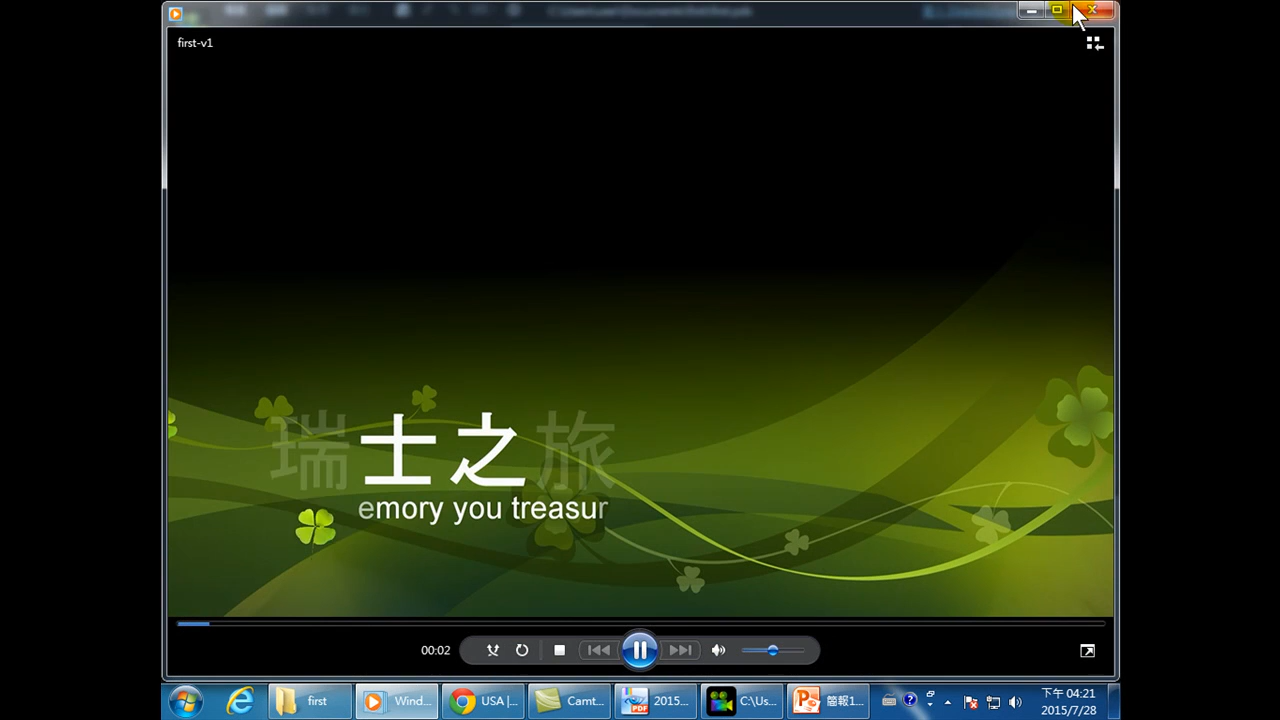 first-v1
瑞士之旅
emory you treasur
00:02
first
Wind...
USA |...
Camt...
2015...
C:\Us...
簡報1...
下午 04:21
2015/7/28